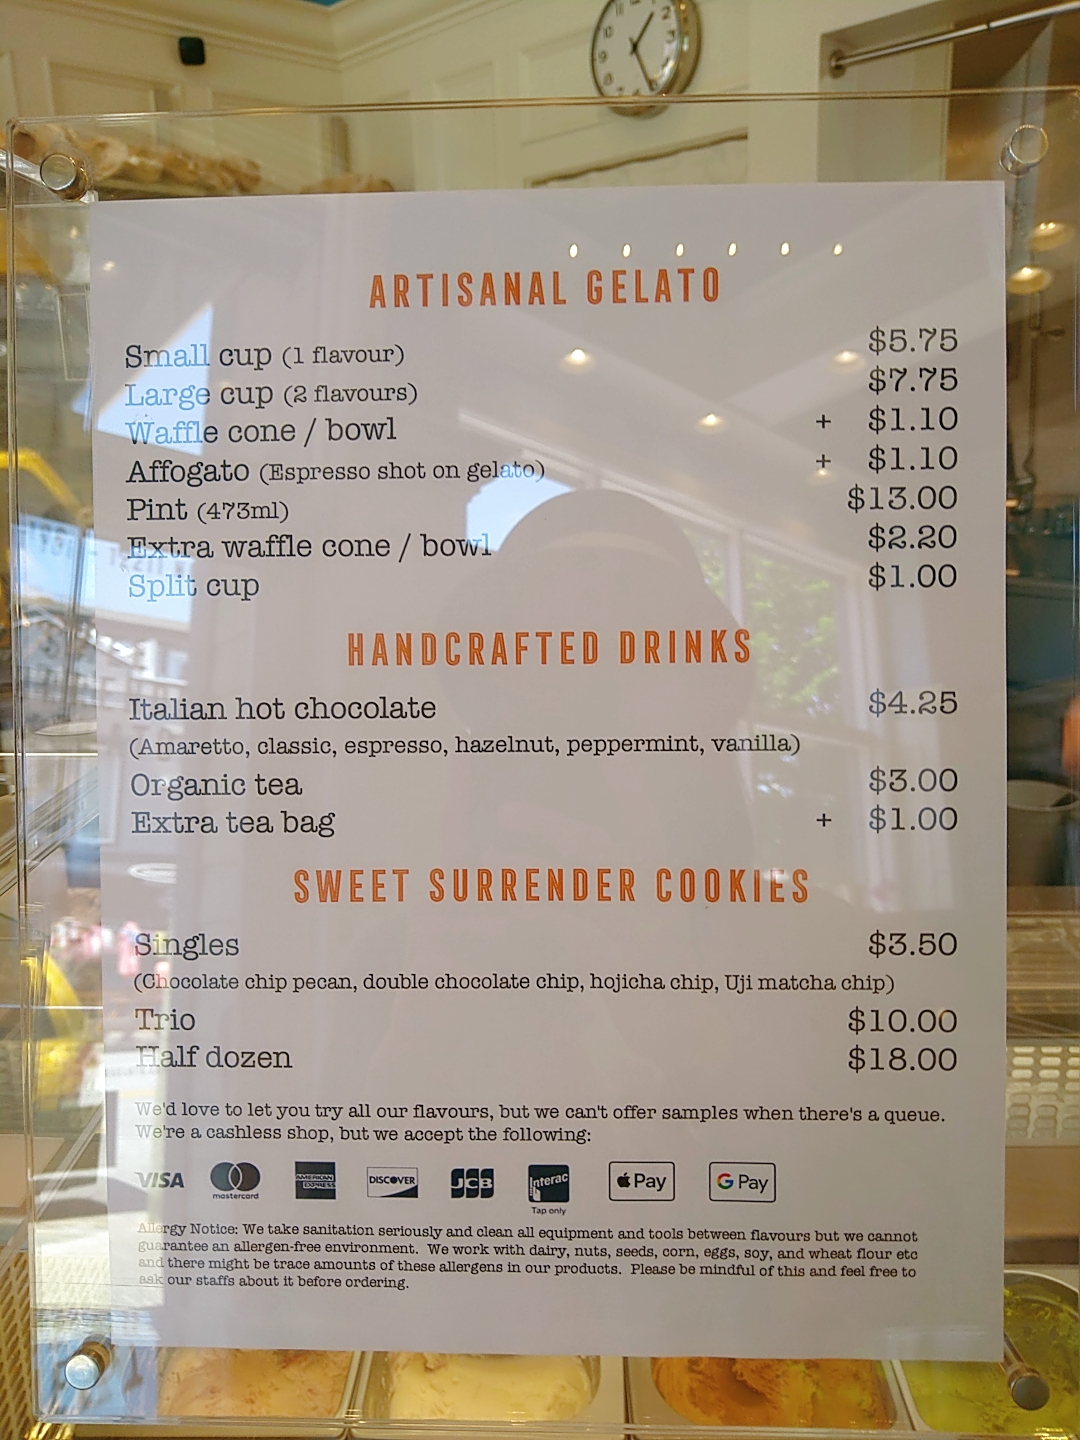 ARTISANAL GELATO
Small cup (1 flavour) $5.75
Large cup (2 flavours) $7.75
Waffle cone / bowl + $1.10
Affogato (Espresso shot on gelato) + $1.10
Pint (473ml) $13.00
Extra waffle cone / bowl $2.20
Split cup $1.00
HANDCRAFTED DRINKS
Italian hot chocolate $4.25
(Amaretto, classic, espresso, hazelnut, peppermint, vanilla)
Organic tea $3.00
Extra tea bag + $1.00
SWEET SURRENDER COOKIES
Singles $3.50
(Chocolate chip pecan, double chocolate chip, hojicha chip, Uji matcha chip)
Trio $10.00
Half dozen $18.00
We'd love to let you try all our flavours, but we can't offer samples when there's a queue.
We're a cashless shop, but we accept the following:
VISA mastercard AMERICAN EXPRESS DISCOVER JCB Interac Pay G Pay
Tap only
Allergy Notice: We take sanitation seriously and clean all equipment and tools between flavours but we cannot
guarantee an allergen-free environment. We work with dairy, nuts, seeds, corn, eggs, soy, and wheat flour etc
and there might be trace amounts of these allergens in our products. Please be mindful of this and feel free to
ask our staffs about it before ordering.